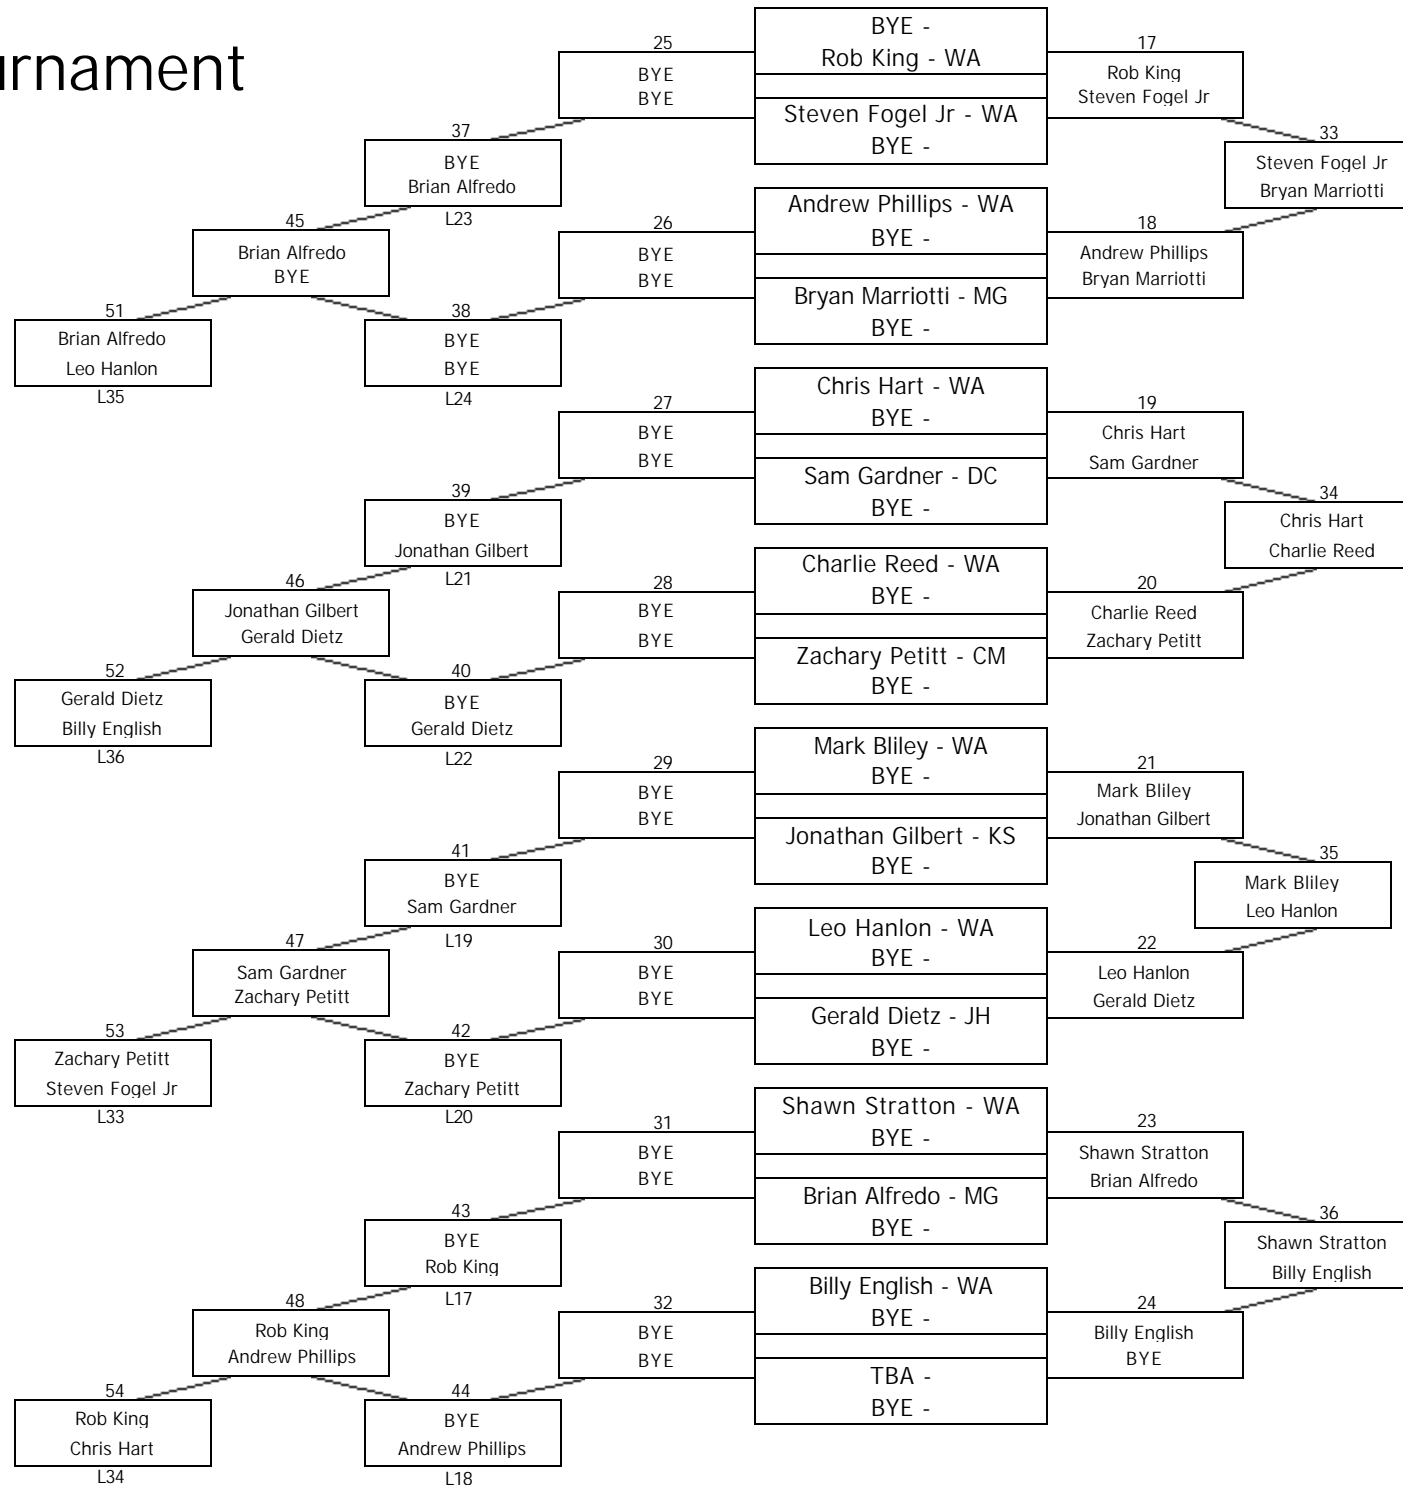 urnament
BYE -
Rob King - WA
Steven Fogel Jr - WA
BYE -
Andrew Phillips - WA
BYE -
Bryan Marriotti - MG
BYE -
Chris Hart - WA
BYE -
Sam Gardner - DC
BYE -
Charlie Reed - WA
BYE -
Zachary Petitt - CM
BYE -
Mark Bliley - WA
BYE -
Jonathan Gilbert - KS
BYE -
Leo Hanlon - WA
BYE -
Gerald Dietz - JH
BYE -
Shawn Stratton - WA
BYE -
Brian Alfredo - MG
BYE -
Billy English - WA
BYE -
TBA -
BYE -
17
Rob King
Steven Fogel Jr
18
Andrew Phillips
Bryan Marriotti
19
Chris Hart
Sam Gardner
20
Charlie Reed
Zachary Petitt
21
Mark Bliley
Jonathan Gilbert
22
Leo Hanlon
Gerald Dietz
23
Shawn Stratton
Brian Alfredo
24
Billy English
BYE
33
Steven Fogel Jr
Bryan Marriotti
34
Chris Hart
Charlie Reed
35
Mark Bliley
Leo Hanlon
36
Shawn Stratton
Billy English
25
BYE
BYE
26
BYE
BYE
27
BYE
BYE
28
BYE
BYE
29
BYE
BYE
30
BYE
BYE
31
BYE
BYE
32
BYE
BYE
37
BYE
Brian Alfredo
L23
38
BYE
BYE
L24
39
BYE
Jonathan Gilbert
L21
40
BYE
Gerald Dietz
L22
41
BYE
Sam Gardner
L19
42
BYE
Zachary Petitt
L20
43
BYE
Rob King
L17
44
BYE
Andrew Phillips
L18
45
Brian Alfredo
BYE
46
Jonathan Gilbert
Gerald Dietz
47
Sam Gardner
Zachary Petitt
48
Rob King
Andrew Phillips
51
Brian Alfredo
Leo Hanlon
L35
52
Gerald Dietz
Billy English
L36
53
Zachary Petitt
Steven Fogel Jr
L33
54
Rob King
Chris Hart
L34